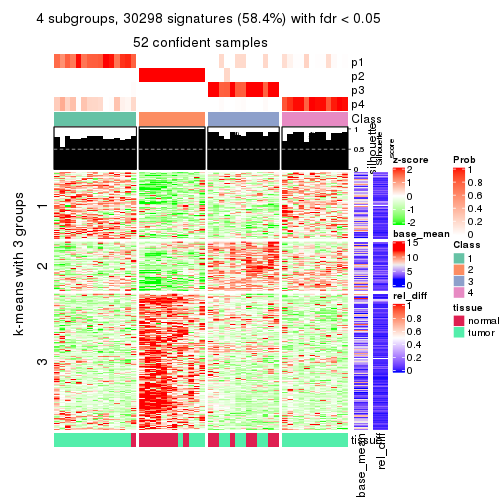 4 subgroups, 30298 signatures (58.4%) with fdr < 0.05
52 confident samples
p1
p2
p3
p4
Class
1
0.5
0
silhouette
Silhouette
score
k-means with 3 groups
1
2
3
tissue
base_mean
rel_diff
z-score
2
1
0
-1
-2
base_mean
15
10
5
0
rel_diff
1
0.8
0.6
0.4
0.2
0
Prob
1
0.8
0.6
0.4
0.2
0
Class
1
2
3
4
tissue
normal
tumor